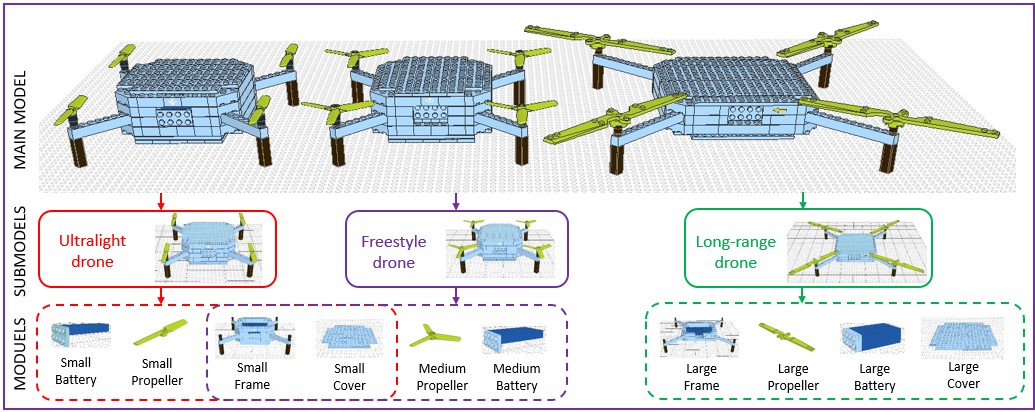 MAIN MODEL
SUBMODELS
Ultralight
drone
Freestyle
drone
Long-range
drone
MODUELS
Small
Battery
Small
Propeller
Small
Frame
Small
Cover
Medium
Propeller
Medium
Battery
Large
Frame
Large
Propeller
Large
Battery
Large
Cover